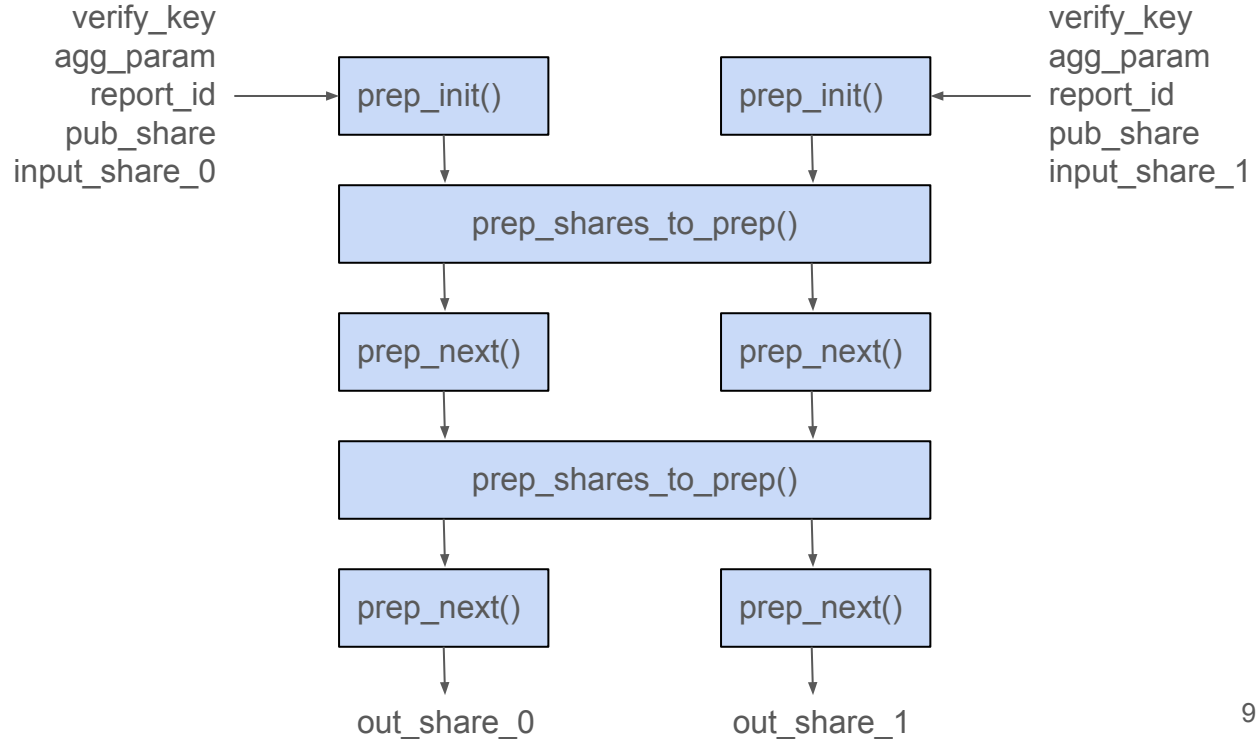 verify_key
agg_param
report_id
pub_share
input_share_0
verify_key
agg_param
report_id
pub_share
input_share_1
prep_init()
prep_init()
prep_shares_to_prep()
prep_next()
prep_next()
prep_shares_to_prep()
prep_next()
prep_next()
out_share_0
out_share_1
9